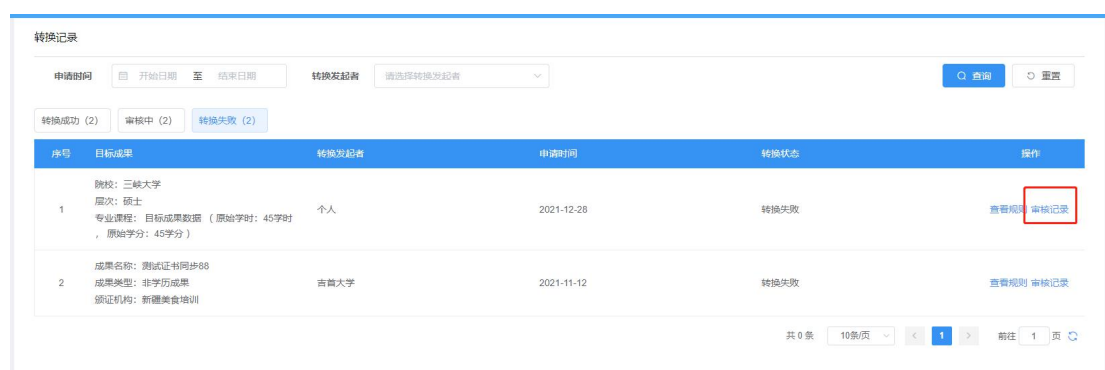 转换记录
申请时间 开始日期 至 结束日期 转换发起者 请选择转换发起者 查询 重置
转换成功（2） 审核中（2） 转换失败（2）
序号 目标成果 转换发起者 申请时间 转换状态 操作
院校：三峡大学
层次：硕士
1 专业课程： 目标成果数据 （原始学时：45学时 个人 2021-12-28 转换失败 查看规则 审核记录
，原始学分：45学分）
成果名称：测试证书同步88
2 成果类型：非学历成果 吉首大学 2021-11-12 转换失败 查看规则 审核记录
颁证机构：新疆美食培训
共 0 条 10条/页 < 1 > 前往 1 页